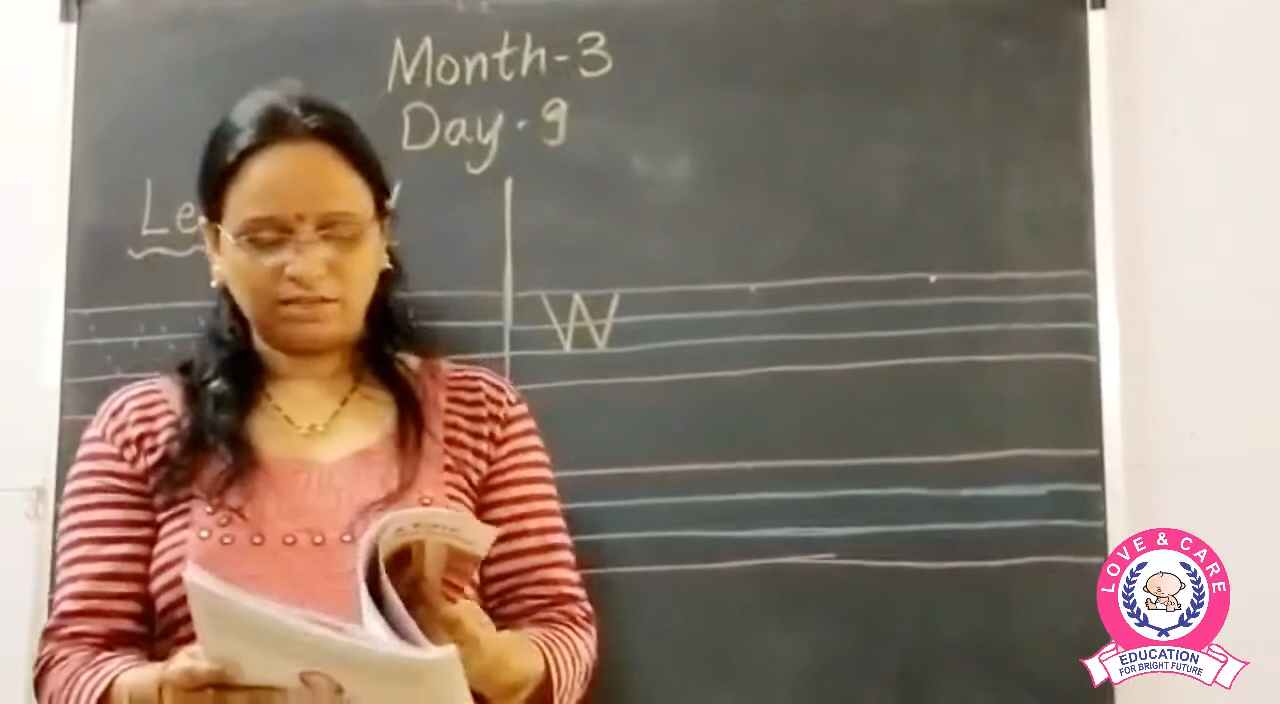 Month-3
Day-9
W
LOVE & CARE
EDUCATION
FOR BRIGHT FUTURE